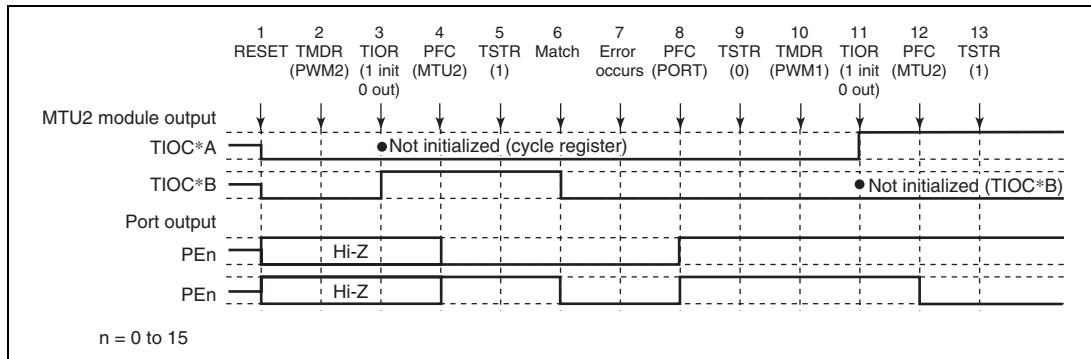 1 2 3 4 5 6 7 8 9 10 11 12 13
RESET TMDR TIOR PFC TSTR Match Error PFC TSTR TMDR TIOR PFC TSTR
(PWM2) (1 init (MTU2) (1) occurs (PORT) (0) (PWM1) (1 init (MTU2) (1)
0 out) 0 out)
MTU2 module output
TIOC*A ●Not initialized (cycle register)
TIOC*B ● Not initialized (TIOC*B)
Port output
PEn Hi-Z
PEn Hi-Z
n = 0 to 15